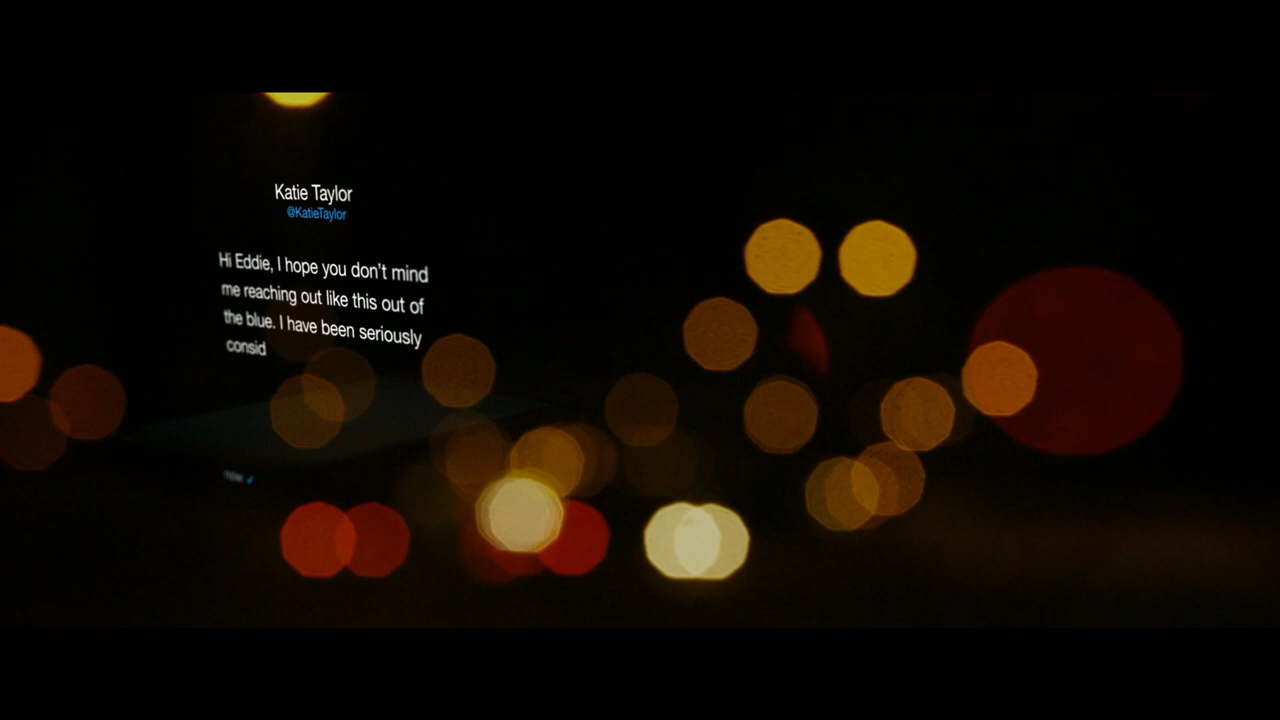 Katie Taylor
@KatieTaylor
Hi Eddie, I hope you don't mind
me reaching out like this out of
the blue. I have been seriously
consid
now